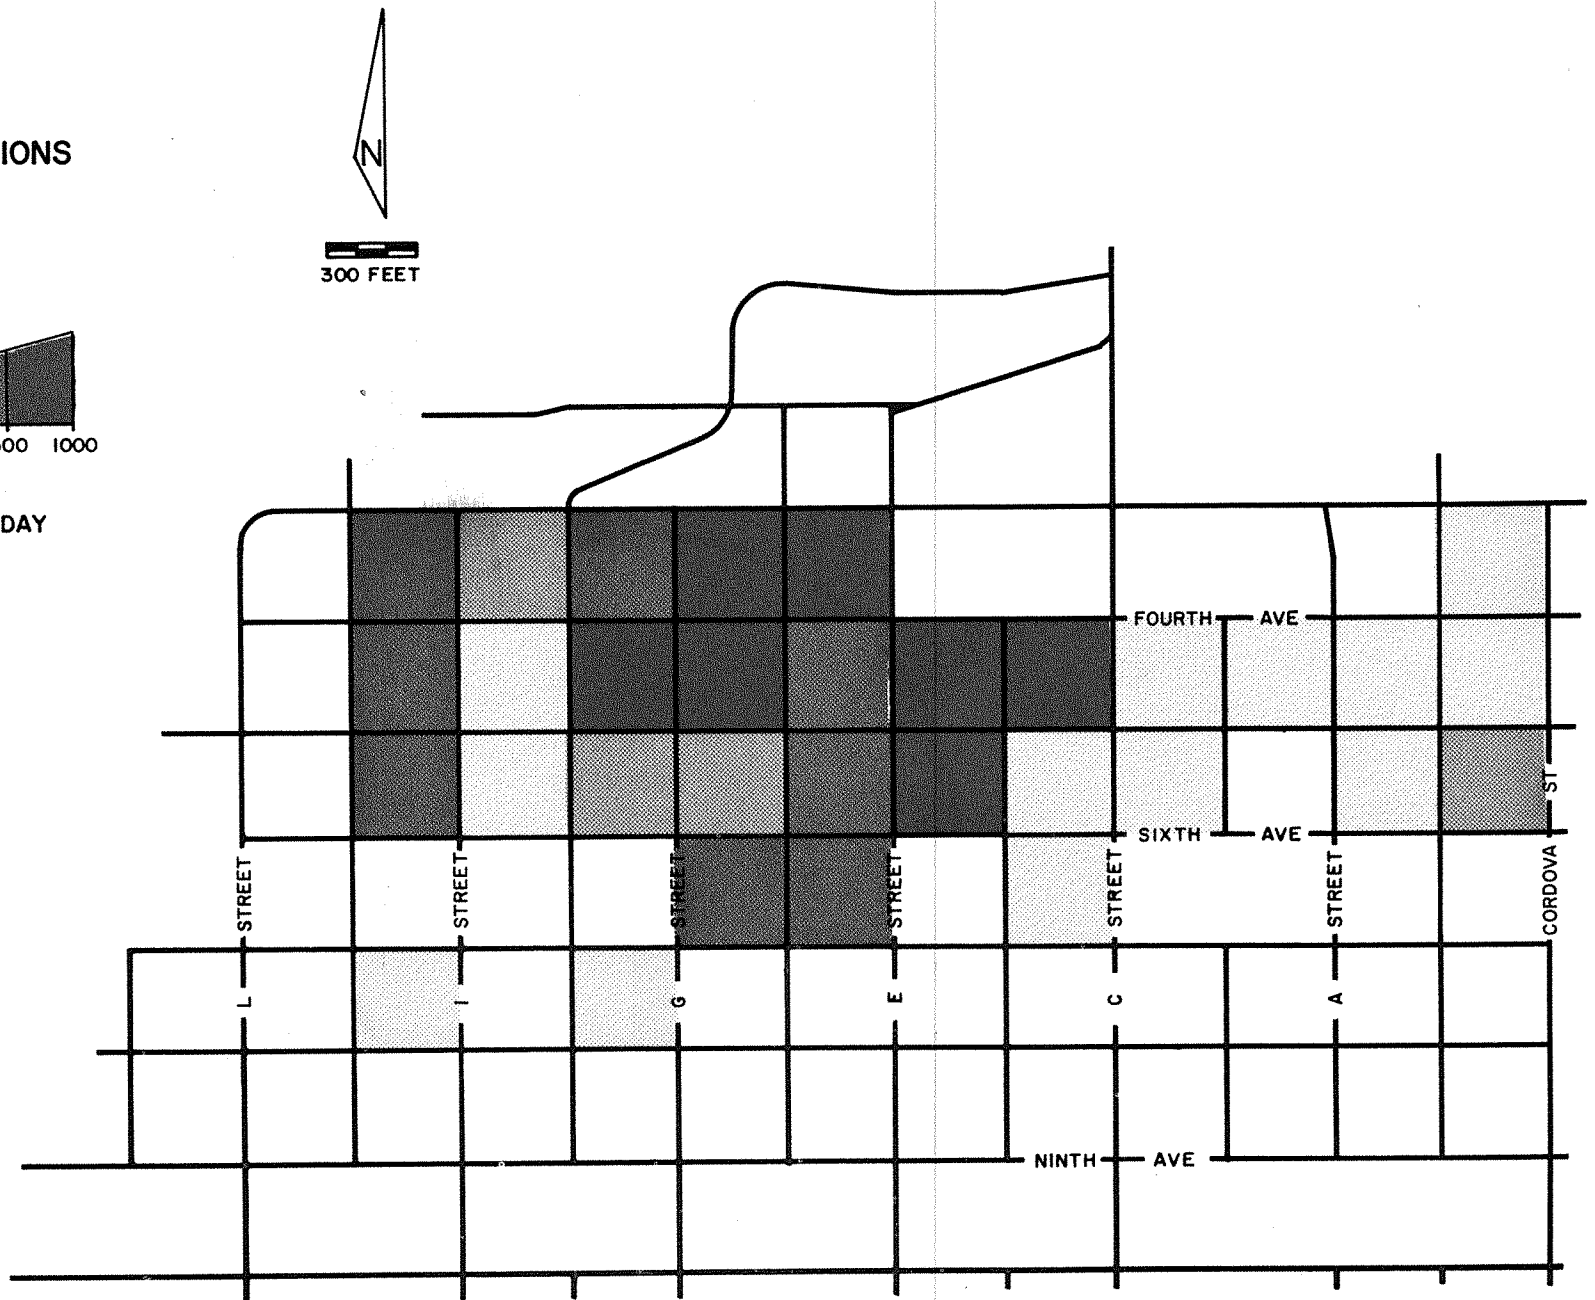 IONS
N
300 FEET
00 1000
DAY
FOURTH AVE
SIXTH AVE
L STREET
I STREET
G STREET
E STREET
C STREET
A STREET
CORDOVA ST
NINTH AVE